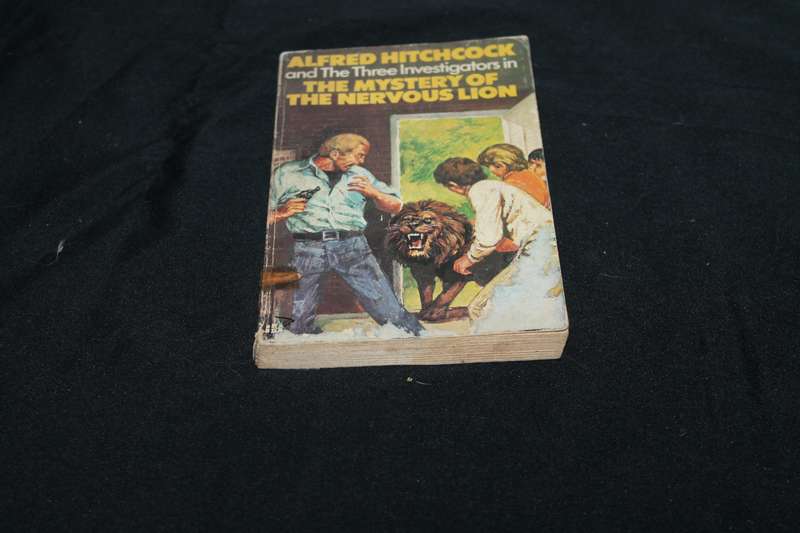 ALFRED HITCHCOCK
and The Three Investigators in
THE MYSTERY OF
THE NERVOUS LION